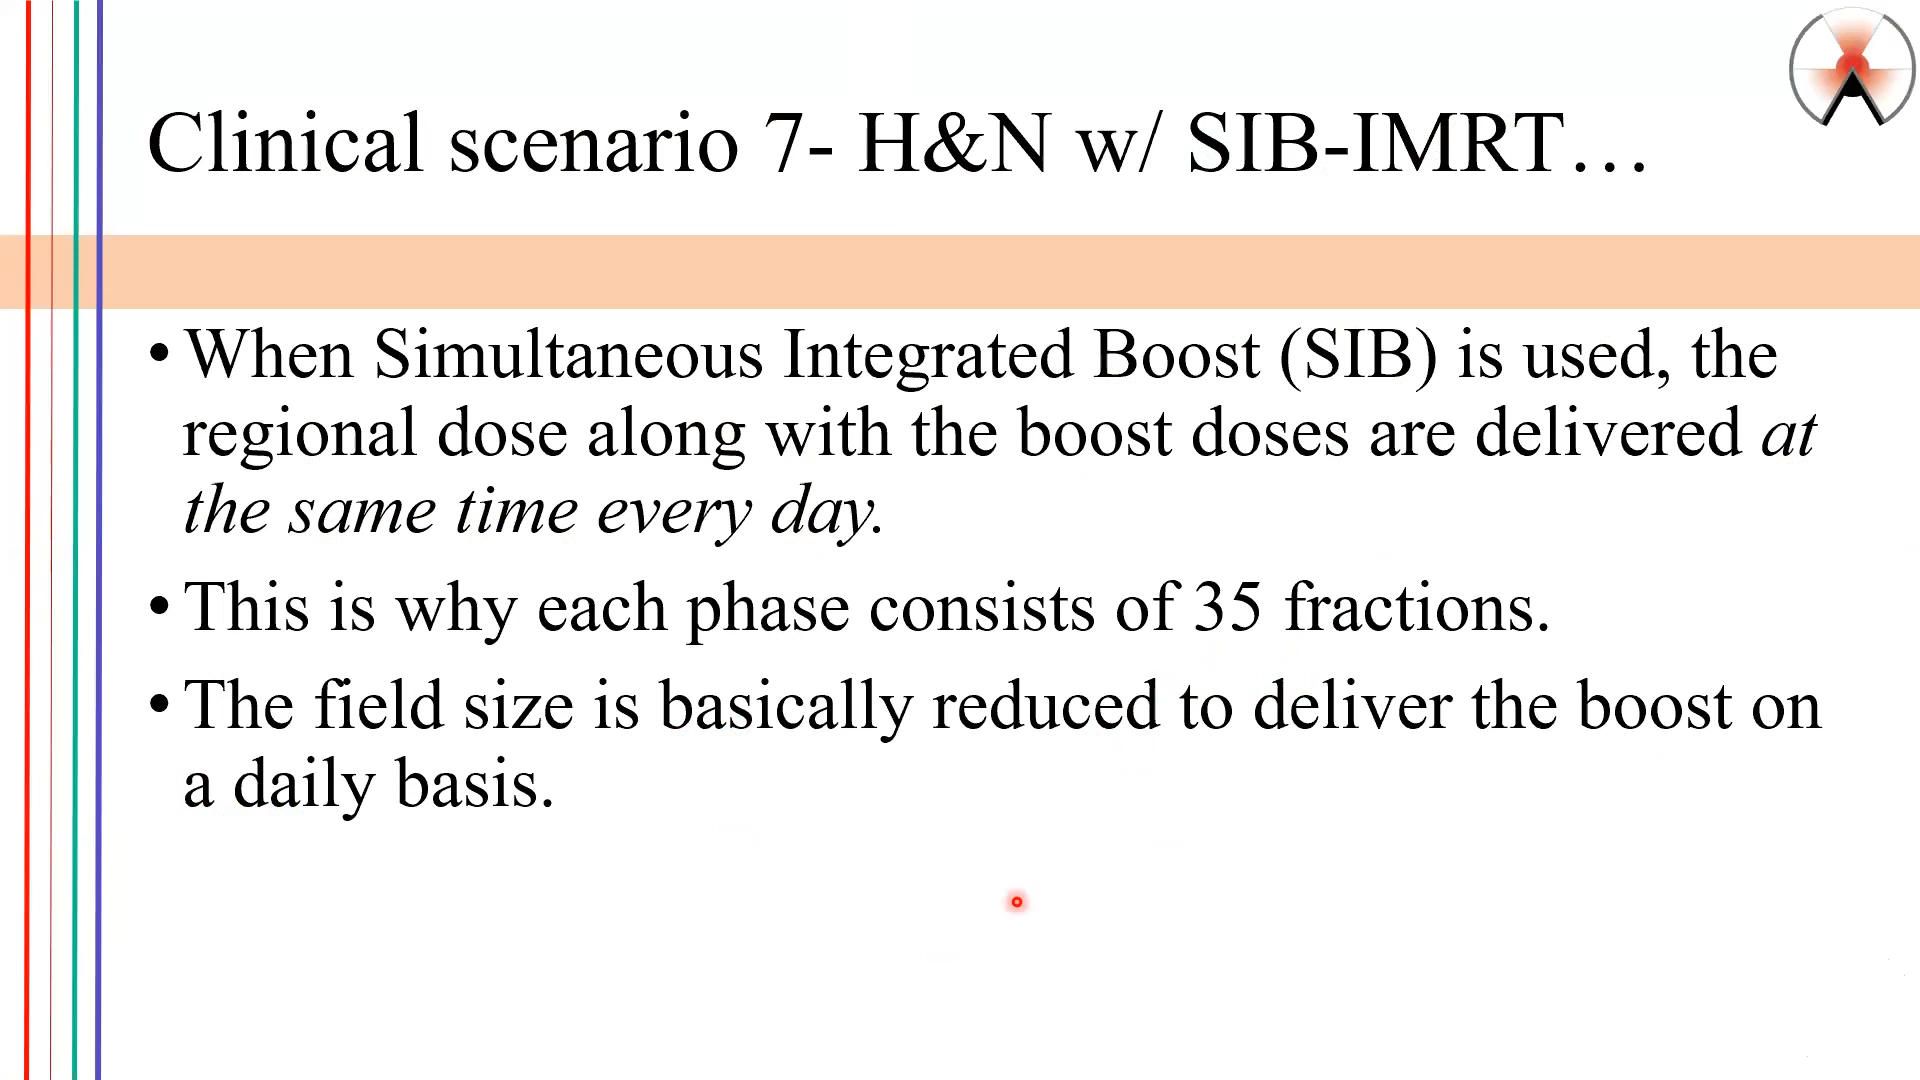 Clinical scenario 7- H&N w/ SIB-IMRT…
• When Simultaneous Integrated Boost (SIB) is used, the
regional dose along with the boost doses are delivered at
the same time every day.
• This is why each phase consists of 35 fractions.
• The field size is basically reduced to deliver the boost on
a daily basis.